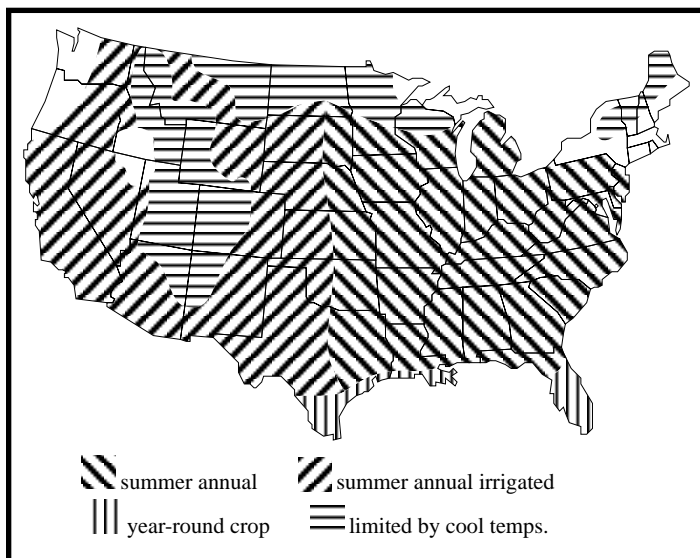 summer annual summer annual irrigated
year-round crop limited by cool temps.